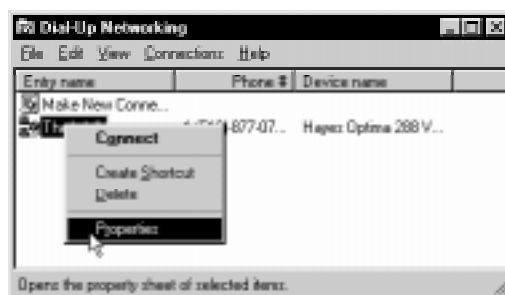 Dial-Up Networking
File Edit View Connections Help
Entry name Phone # Device name
Make New Conne...
877-07... Hayes Optima 288 V...
Connect
Create Shortcut
Delete
Properties
Opens the property sheet of selected items.